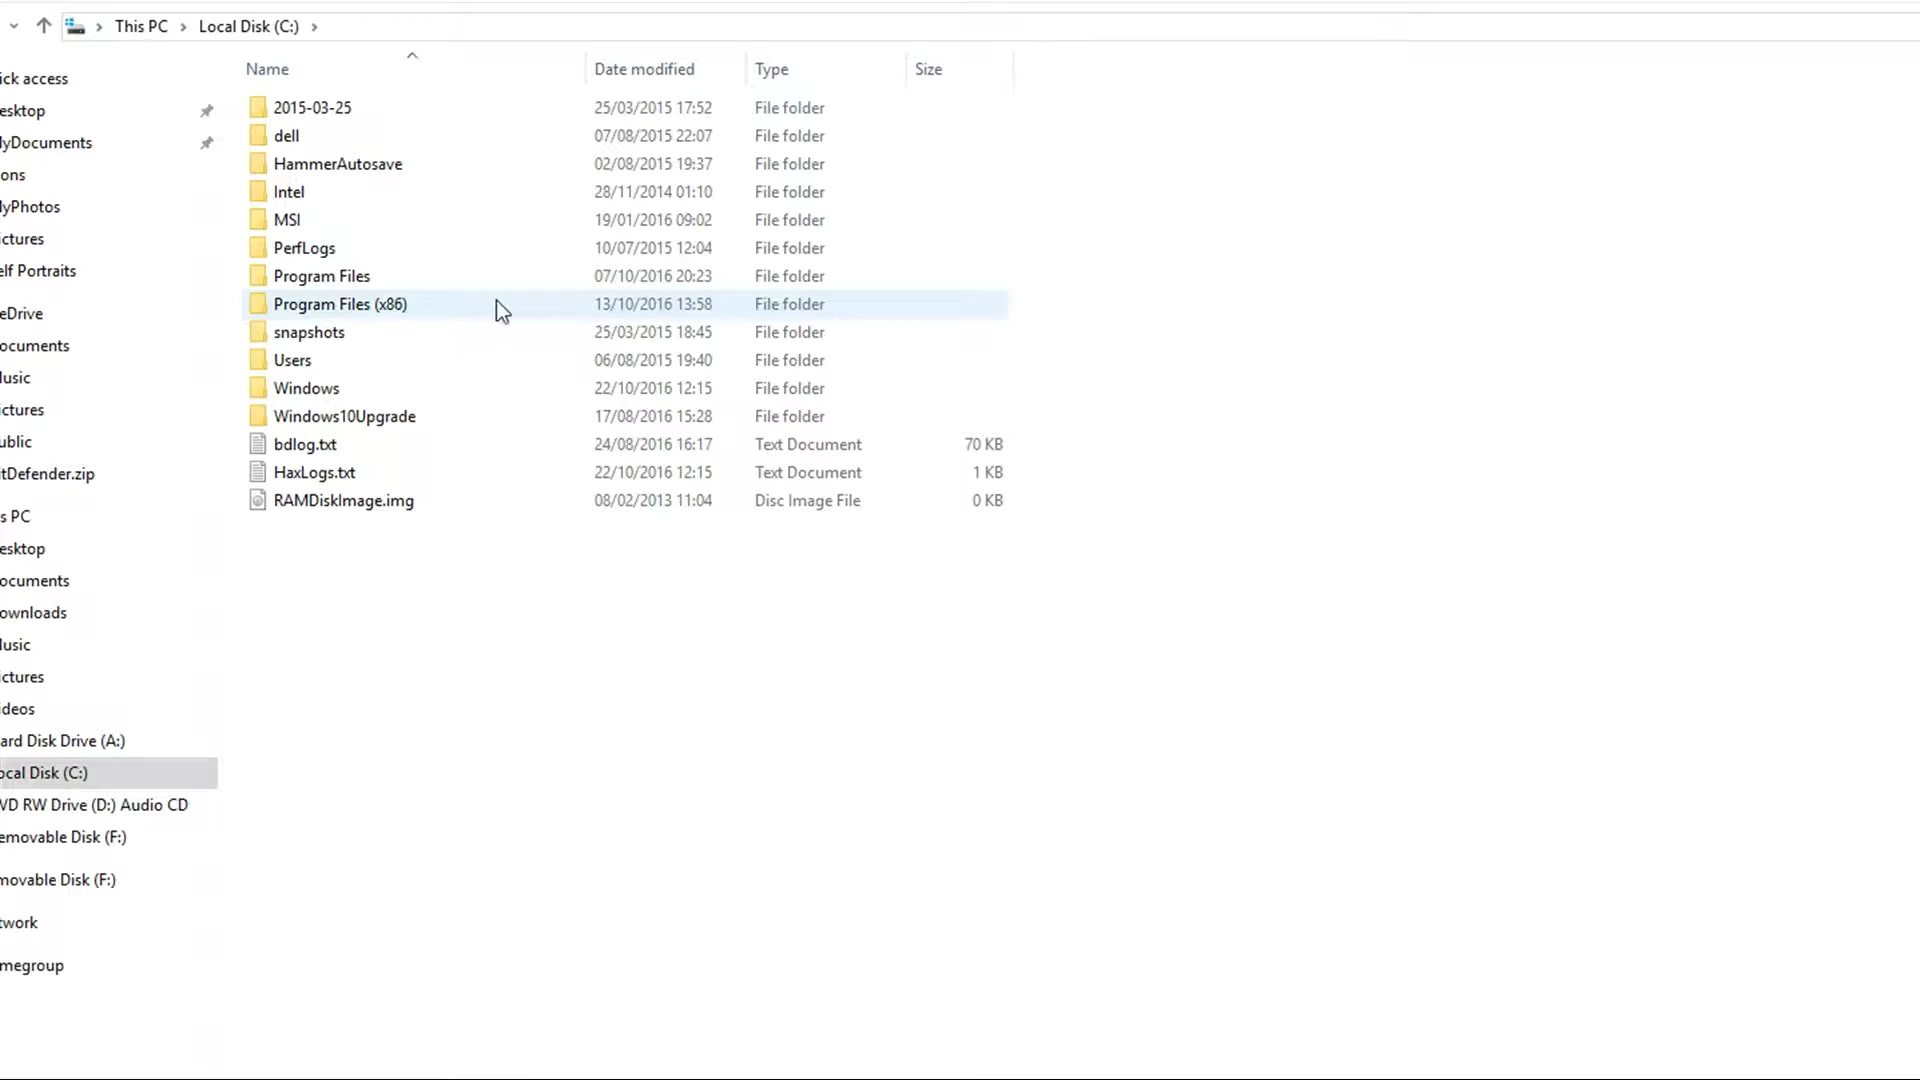 This PC > Local Disk (C:) >
Name Date modified Type Size
2015-03-25 25/03/2015 17:52 File folder
dell 07/08/2015 22:07 File folder
HammerAutosave 02/08/2015 19:37 File folder
Intel 28/11/2014 01:10 File folder
MSI 19/01/2016 09:02 File folder
PerfLogs 10/07/2015 12:04 File folder
Program Files 07/10/2016 20:23 File folder
Program Files (x86) 13/10/2016 13:58 File folder
snapshots 25/03/2015 18:45 File folder
Users 06/08/2015 19:40 File folder
Windows 22/10/2016 12:15 File folder
Windows10Upgrade 17/08/2016 15:28 File folder
bdlog.txt 24/08/2016 16:17 Text Document 70 KB
HaxLogs.txt 22/10/2016 12:15 Text Document 1 KB
RAMDiskImage.img 08/02/2013 11:04 Disc Image File 0 KB
ick access
esktop
lyDocuments
ons
lyPhotos
ictures
elf Portraits
eDrive
ocuments
lusic
ictures
ublic
itDefender.zip
s PC
esktop
ocuments
ownloads
lusic
ictures
ideos
ard Disk Drive (A:)
ocal Disk (C:)
VD RW Drive (D:) Audio CD
emovable Disk (F:)
movable Disk (F:)
twork
megroup